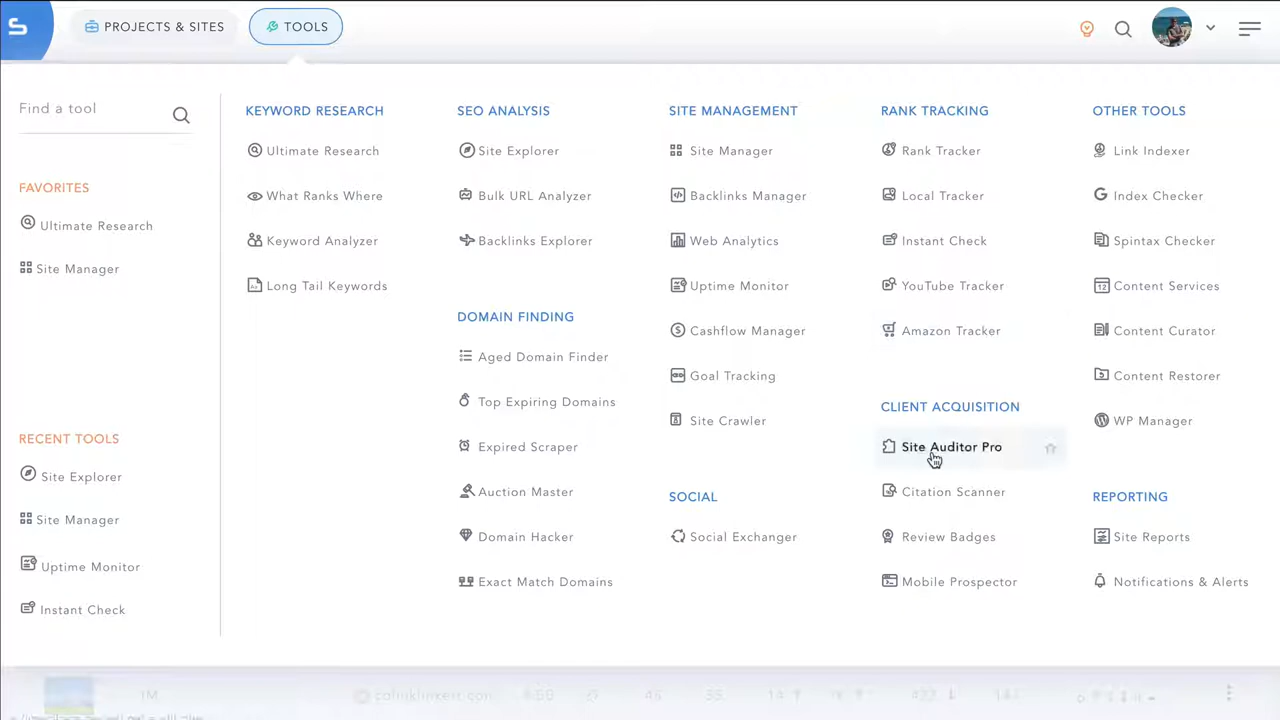 S
PROJECTS & SITES
TOOLS
Find a tool
FAVORITES
Ultimate Research
Site Manager
RECENT TOOLS
Site Explorer
Site Manager
Uptime Monitor
Instant Check
KEYWORD RESEARCH
Ultimate Research
What Ranks Where
Keyword Analyzer
Long Tail Keywords
SEO ANALYSIS
Site Explorer
Bulk URL Analyzer
Backlinks Explorer
DOMAIN FINDING
Aged Domain Finder
Top Expiring Domains
Expired Scraper
Auction Master
Domain Hacker
Exact Match Domains
SITE MANAGEMENT
Site Manager
Backlinks Manager
Web Analytics
Uptime Monitor
Cashflow Manager
Goal Tracking
Site Crawler
SOCIAL
Social Exchanger
RANK TRACKING
Rank Tracker
Local Tracker
Instant Check
YouTube Tracker
Amazon Tracker
CLIENT ACQUISITION
Site Auditor Pro
Citation Scanner
Review Badges
Mobile Prospector
OTHER TOOLS
Link Indexer
Index Checker
Spintax Checker
Content Services
Content Curator
Content Restorer
WP Manager
REPORTING
Site Reports
Notifications & Alerts